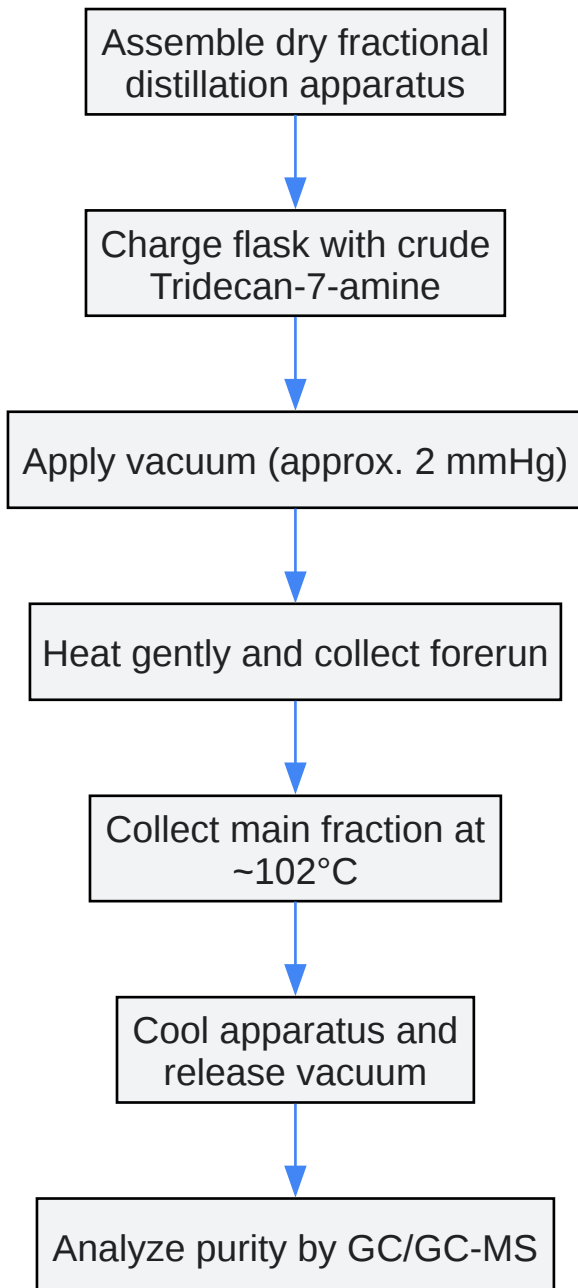 Assemble dry fractional
distillation apparatus
Charge flask with crude
Tridecan-7-amine
Apply vacuum (approx. 2 mmHg)
Heat gently and collect forerun
Collect main fraction at
~102°C
Cool apparatus and
release vacuum
Analyze purity by GC/GC-MS